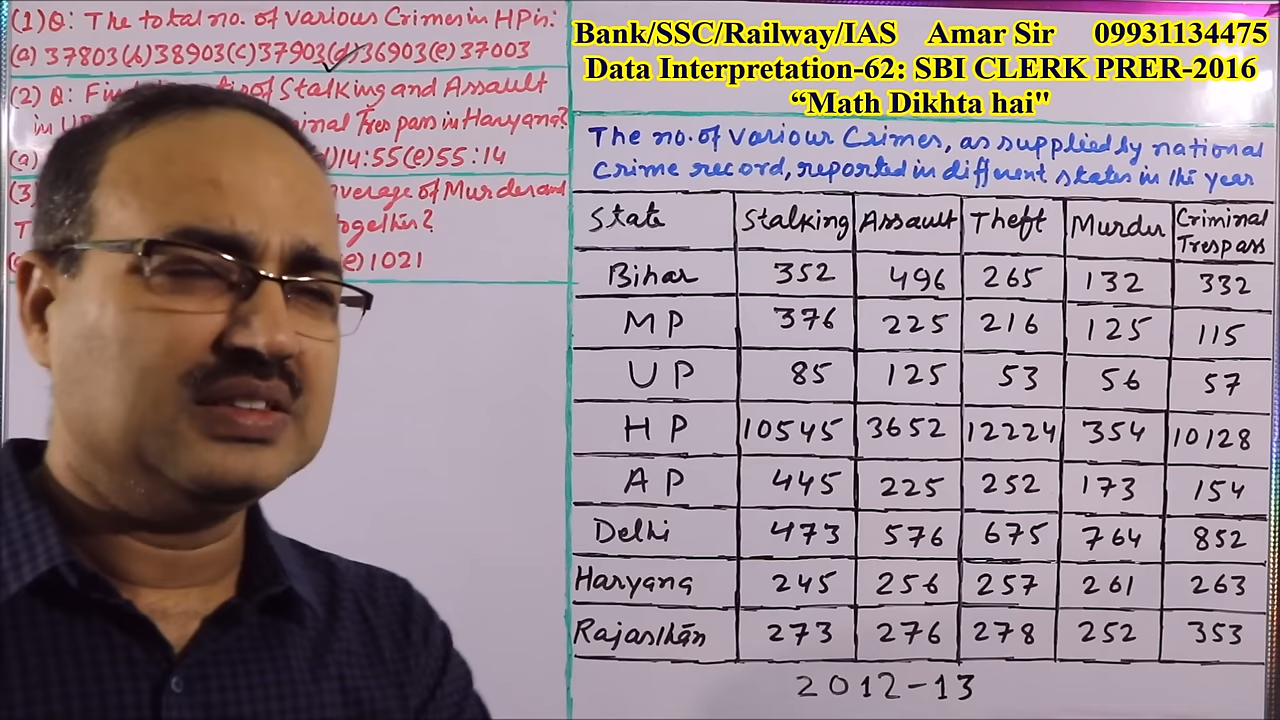 (1) Q: The total no. of various Crimes in HP is:
(a) 37803 (b) 38903 (c) 37903 (d) 36903 (e) 37003
(2) Q: of Stalking and Assault
in Trespass in Haryana?
(a) 14:55 (e) 55:14
(3) of Murder and
T
(e) 1021
Bank/SSC/Railway/IAS Amar Sir 09931134475
Data Interpretation-62: SBI CLERK PRER-2016
“Math Dikhta hai"
The no. of various Crimes, as supplied by national
Crime record, reported in different states in the year
State Stalking Assault Theft Murder Criminal Trespass
Bihar 352 496 265 132 332
MP 376 225 216 125 115
UP 85 125 53 56 57
HP 10545 3652 12224 354 10128
AP 445 225 252 173 154
Delhi 473 576 675 764 852
Haryana 245 256 257 261 263
Rajasthan 273 276 278 252 353
2012-13